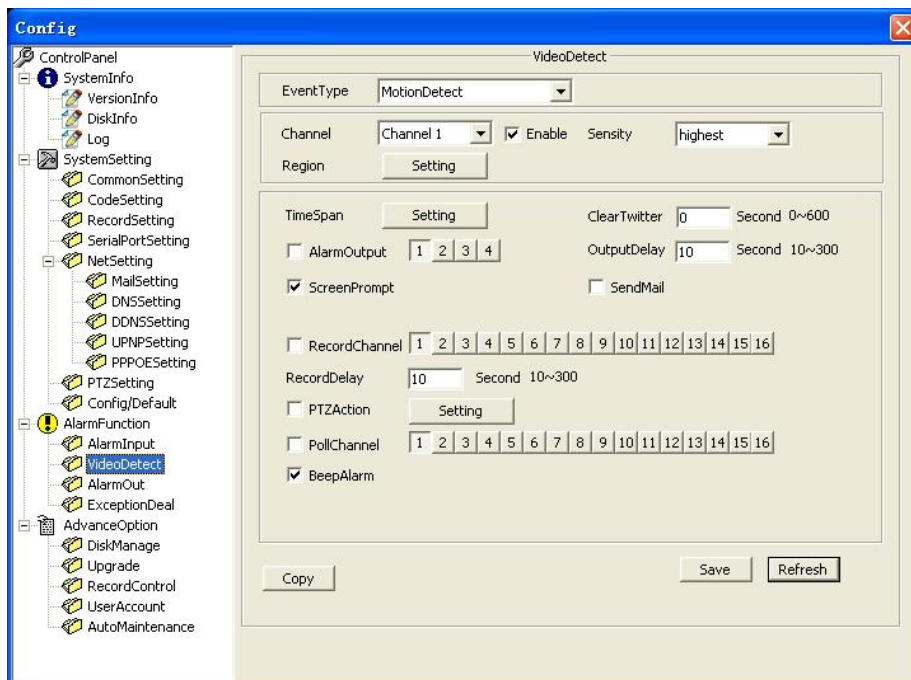 Config
ControlPanel
SystemInfo
VersionInfo
DiskInfo
Log
SystemSetting
CommonSetting
CodeSetting
RecordSetting
SerialPortSetting
NetSetting
MailSetting
DNSSetting
DDNSSetting
UPNPSetting
PPPOESetting
PTZSetting
Config/Default
AlarmFunction
AlarmInput
VideoDetect
AlarmOut
ExceptionDeal
AdvanceOption
DiskManage
Upgrade
RecordControl
UserAccount
AutoMaintenance
VideoDetect
EventType MotionDetect
Channel Channel 1 Enable Sensity highest
Region Setting
TimeSpan Setting ClearTwitter 0 Second 0~600
AlarmOutput 1 2 3 4 OutputDelay 10 Second 10~300
ScreenPrompt SendMail
RecordChannel 1 2 3 4 5 6 7 8 9 10 11 12 13 14 15 16
RecordDelay 10 Second 10~300
PTZAction Setting
PollChannel 1 2 3 4 5 6 7 8 9 10 11 12 13 14 15 16
BeepAlarm
Copy Save Refresh